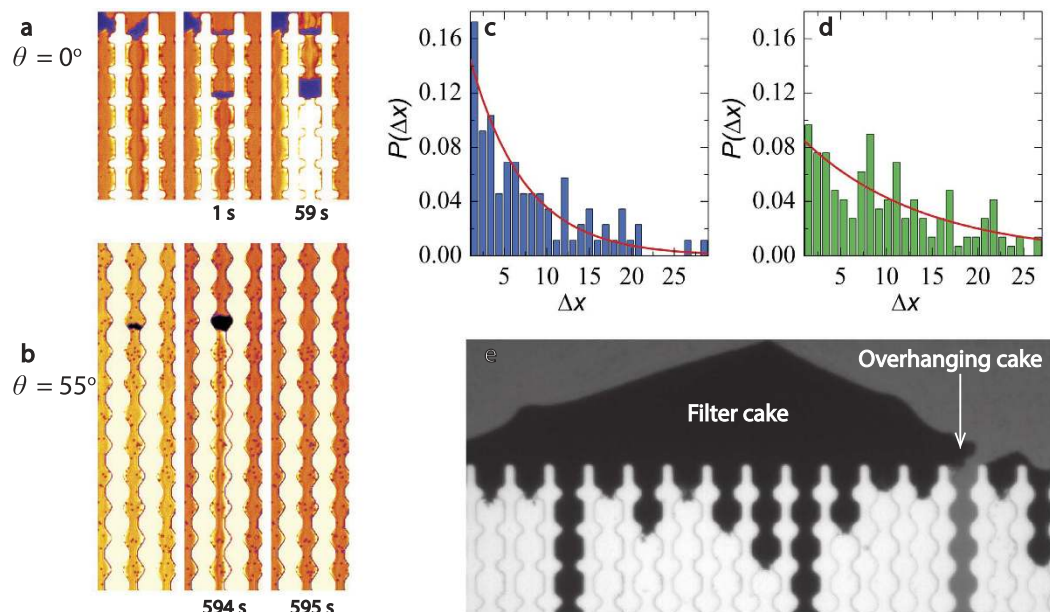 a
θ = 0°
1 s
59 s
b
θ = 55°
594 s
595 s
c
P(Δx)
0.16
0.12
0.08
0.04
0.00
5
10
15
20
25
Δx
d
P(Δx)
0.16
0.12
0.08
0.04
0.00
5
10
15
20
25
Δx
e
Overhanging cake
Filter cake